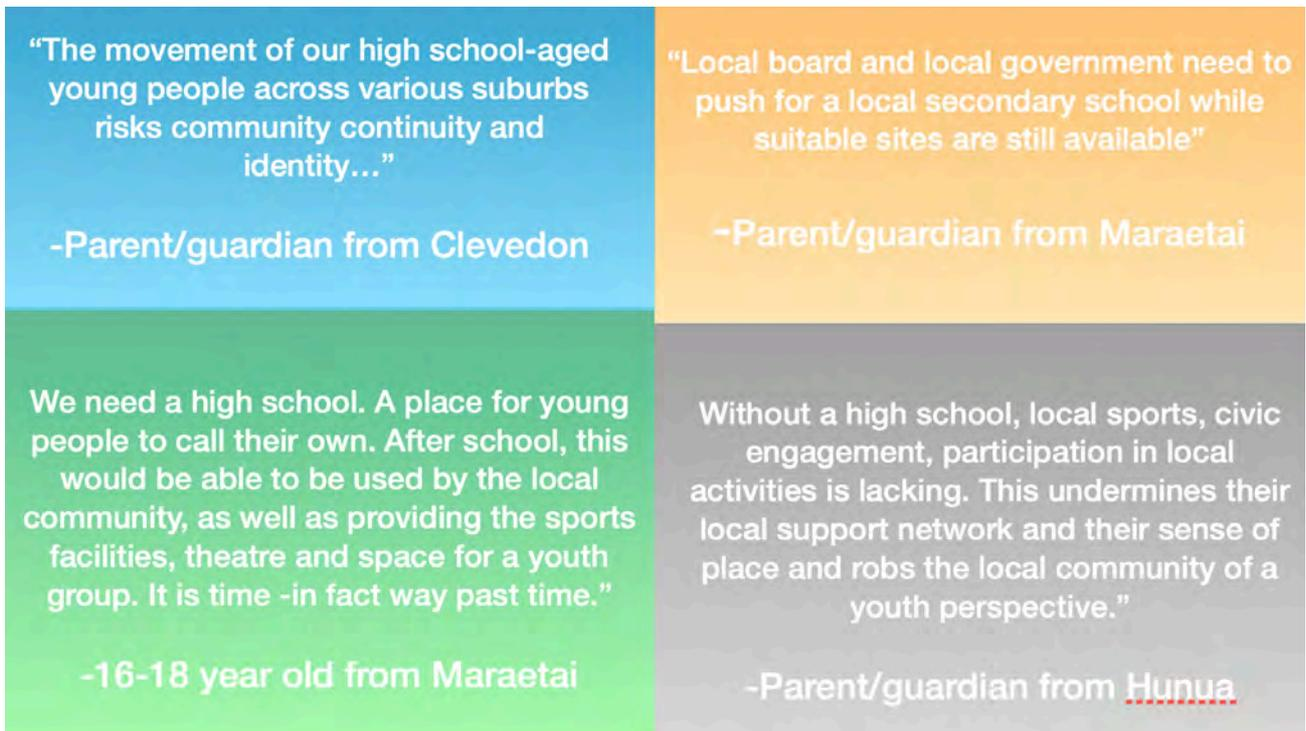 “The movement of our high school-aged
young people across various suburbs
risks community continuity and
identity...”
-Parent/guardian from Clevedon
“Local board and local government need to
push for a local secondary school while
suitable sites are still available”
-Parent/guardian from Maraetai
We need a high school. A place for young
people to call their own. After school, this
would be able to be used by the local
community, as well as providing the sports
facilities, theatre and space for a youth
group. It is time -in fact way past time.”
-16-18 year old from Maraetai
Without a high school, local sports, civic
engagement, participation in local
activities is lacking. This undermines their
local support network and their sense of
place and robs the local community of a
youth perspective.”
-Parent/guardian from Hunua